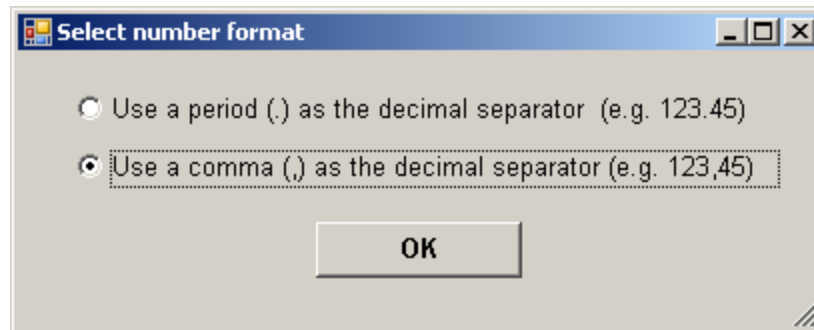 Select number format
Use a period (.) as the decimal separator (e.g. 123.45)
Use a comma (,) as the decimal separator (e.g. 123,45)
OK